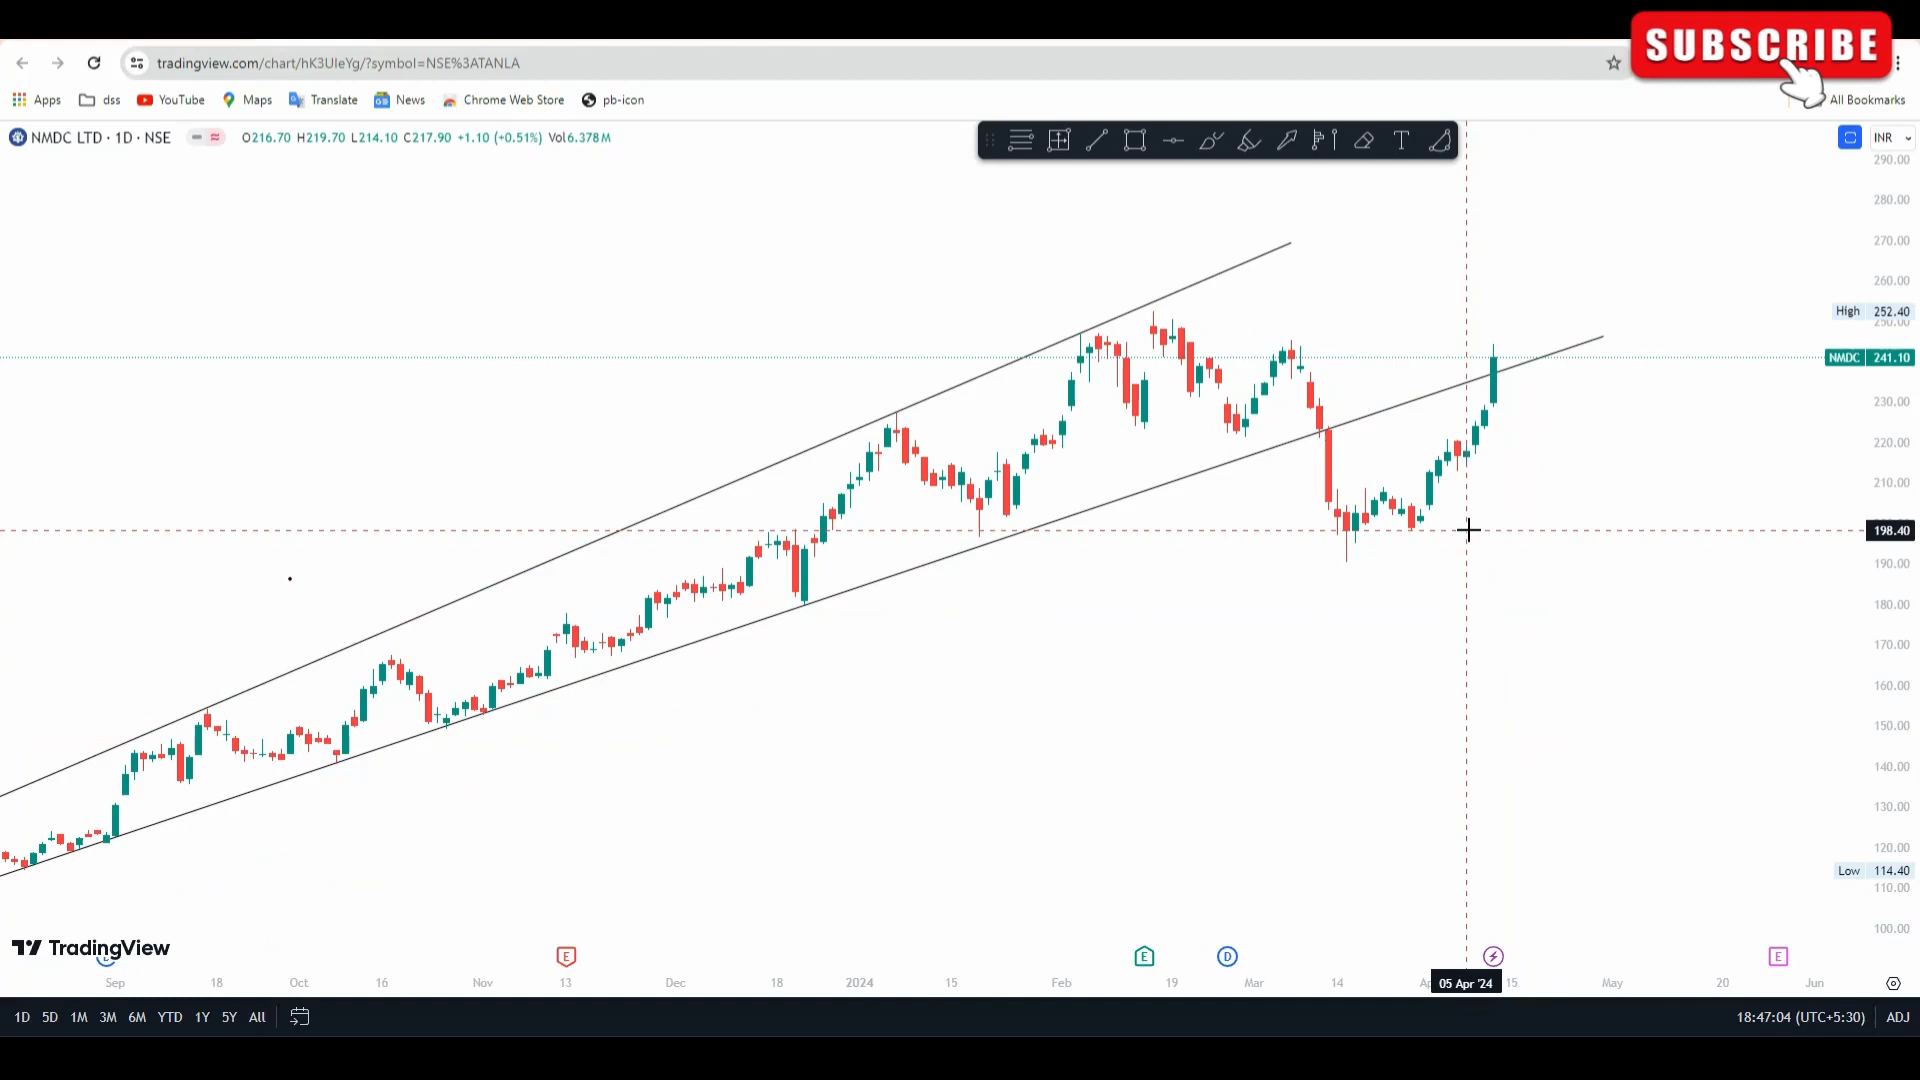 SUBSCRIBE
tradingview.com/chart/hK3UIeYg/?symbol=NSE%3ATANLA
Apps dss YouTube Maps Translate News Chrome Web Store pb-icon All Bookmarks
NMDC LTD · 1D · NSE O216.70 H219.70 L214.10 C217.90 +1.10 (+0.51%) Vol6.378M
INR
290.00
280.00
270.00
260.00
High 252.40
250.00
NMDC 241.10
230.00
220.00
210.00
198.40
190.00
180.00
170.00
160.00
150.00
140.00
130.00
120.00
Low 114.40
110.00
100.00
TradingView
E E D E
Sep 18 Oct 16 Nov 13 Dec 18 2024 15 Feb 19 Mar 14 05 Apr '24 15 May 20 Jun
1D 5D 1M 3M 6M YTD 1Y 5Y All 18:47:04 (UTC+5:30) ADJ